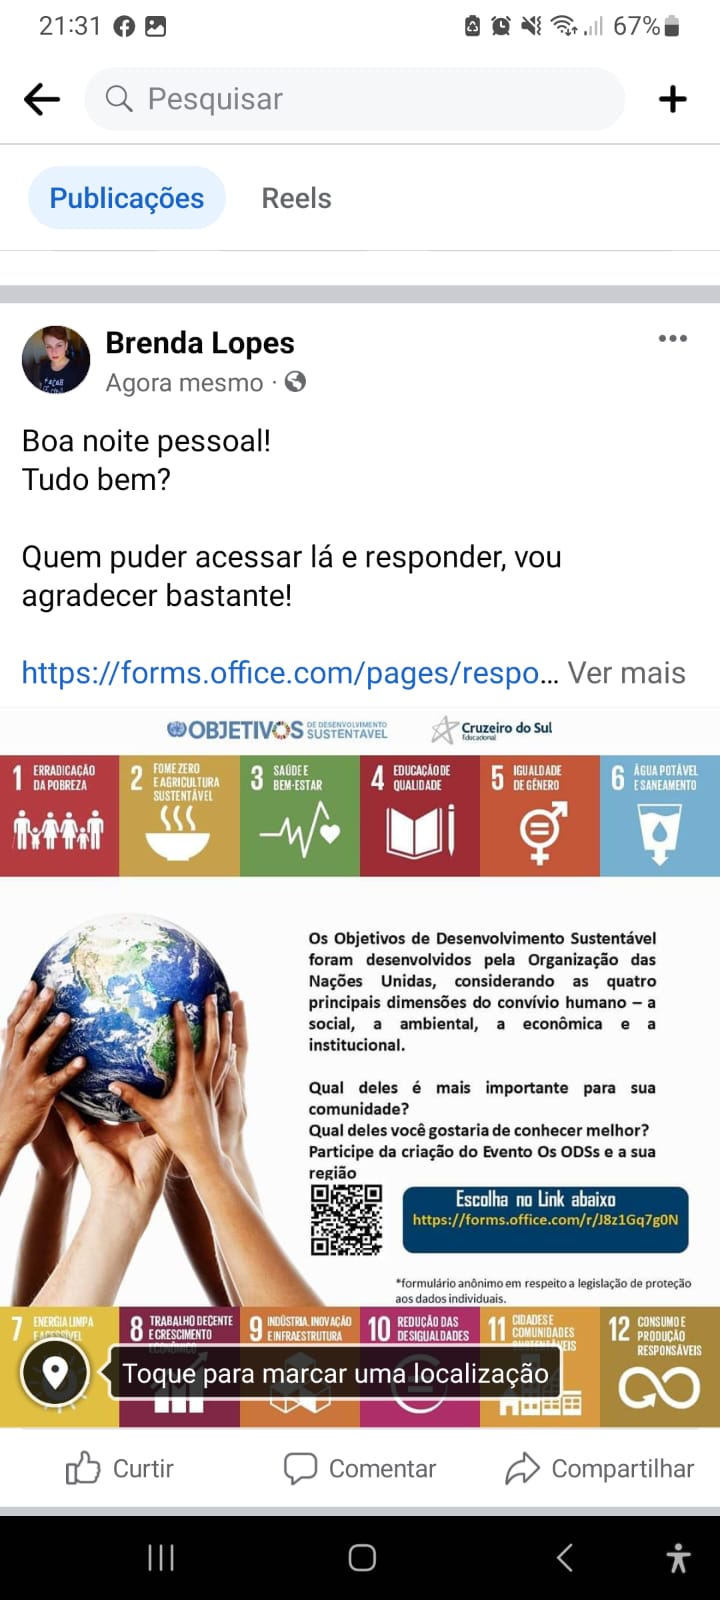 21:31
67%
Pesquisar
Publicações
Reels
Brenda Lopes
Agora mesmo ·
Boa noite pessoal!
Tudo bem?
Quem puder acessar lá e responder, vou
agradecer bastante!
https://forms.office.com/pages/respo... Ver mais
OBJETIVOS DE DESENVOLVIMENTO
SUSTENTÁVEL
Cruzeiro do Sul
Educacional
1 ERRADICAÇÃO
DA POBREZA
2 FOME ZERO
E AGRICULTURA
SUSTENTÁVEL
3 SAÚDE E
BEM-ESTAR
4 EDUCAÇÃO DE
QUALIDADE
5 IGUALDADE
DE GÊNERO
6 ÁGUA POTÁVEL
E SANEAMENTO
Os Objetivos de Desenvolvimento Sustentável
foram desenvolvidos pela Organização das
Nações Unidas, considerando as quatro
principais dimensões do convívio humano – a
social, a ambiental, a econômica e a
institucional.
Qual deles é mais importante para sua
comunidade?
Qual deles você gostaria de conhecer melhor?
Participe da criação do Evento Os ODSs e a sua
região
Escolha no Link abaixo
https://forms.office.com/r/J8z1Gq7g0N
*formulário anônimo em respeito a legislação de proteção
aos dados individuais.
7 ENERGIA LIMPA
E ACESSÍVEL
8 TRABALHO DECENTE
E CRESCIMENTO
ECONÔMICO
9 INDÚSTRIA, INOVAÇÃO
E INFRAESTRUTURA
10 REDUÇÃO DAS
DESIGUALDADES
11 CIDADES E
COMUNIDADES
SUSTENTÁVEIS
12 CONSUMO E
PRODUÇÃO
RESPONSÁVEIS
Toque para marcar uma localização
Curtir
Comentar
Compartilhar